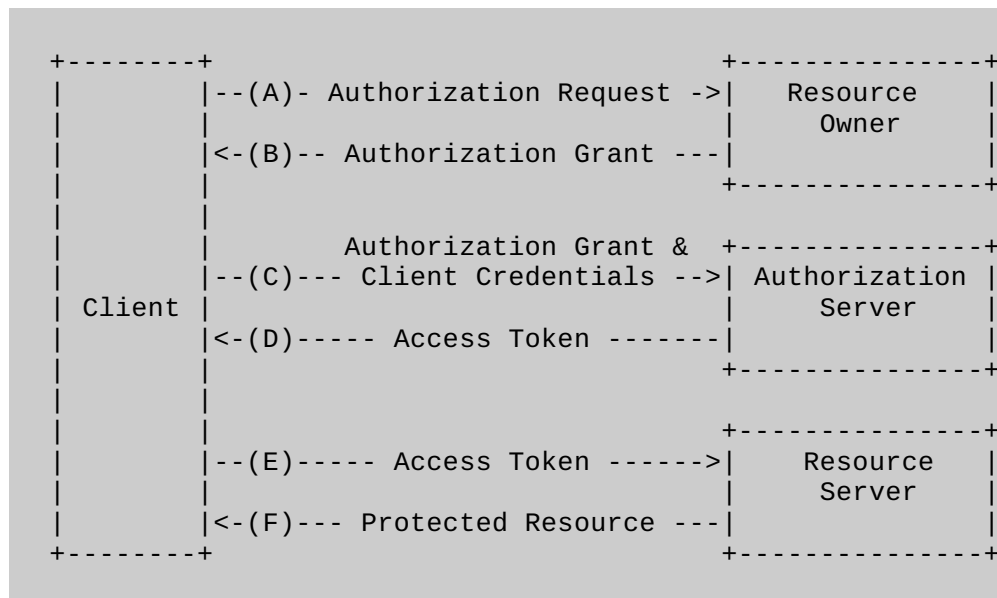 +--------+                               +---------------+
|        |--(A)- Authorization Request ->|   Resource    |
|        |                               |     Owner     |
|        |<-(B)-- Authorization Grant ---|               |
|        |                               +---------------+
|        |
|        |        Authorization Grant &  +---------------+
|        |--(C)--- Client Credentials -->| Authorization |
| Client |                               |     Server    |
|        |<-(D)----- Access Token -------|               |
|        |                               +---------------+
|        |
|        |                               +---------------+
|        |--(E)----- Access Token ------>|    Resource   |
|        |                               |     Server    |
|        |<-(F)--- Protected Resource ---|               |
+--------+                               +---------------+